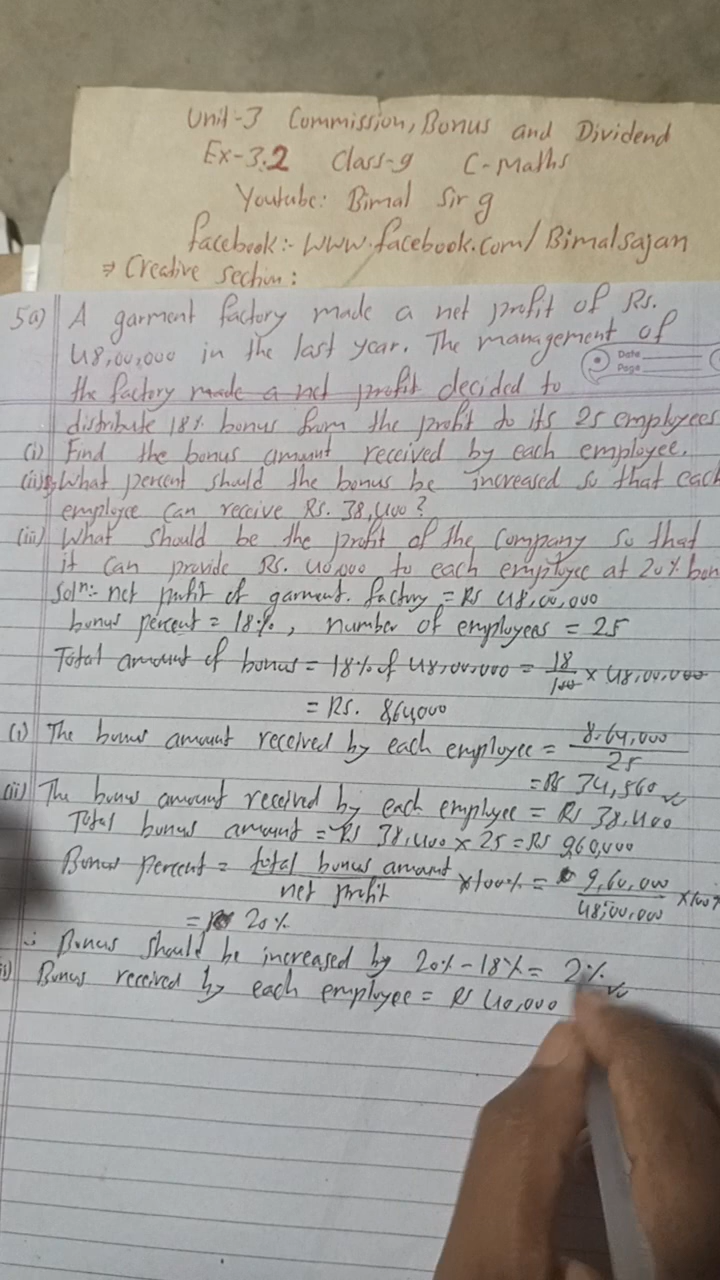 Unit-3 Commission, Bonus and Dividend
Ex-3.2 Class-9 C-Maths
Youtube: Bimal Sir g
facebook:- www.facebook.com/Bimalsajan
⇒ Creative section:
5a) A garment factory made a net profit of Rs.
48,00,000 in the last year. The management of
Date
Page
the factory made a net profit decided to
distribute 18% bonus from the profit to its 25 employees
(i) Find the bonus amount received by each employee.
(ii) What percent should the bonus be increased so that each
employee can receive Rs. 38,400?
(iii) What should be the profit of the company so that
it can provide Rs. 40,000 to each employee at 20% bon
Solⁿ:- net profit of garment factory = Rs 48,00,000
bonus percent = 18%, number of employees = 25
Total amount of bonus = 18% of 48,00,000 = 18/100 × 48,00,000
= Rs. 864000
(i) The bonus amount received by each employee = 8,64,000/25
= Rs 34,560
(ii) The bonus amount received by each employee = Rs 38,400
Total bonus amount = Rs 38,400 × 25 = Rs 960,000
Bonus percent = total bonus amount/net profit ×100% = 9,60,000/48,00,000 ×100%
= 20%
∴ Bonus should be increased by 20% - 18% = 2%
i) Bonus received by each employee = Rs 40,000